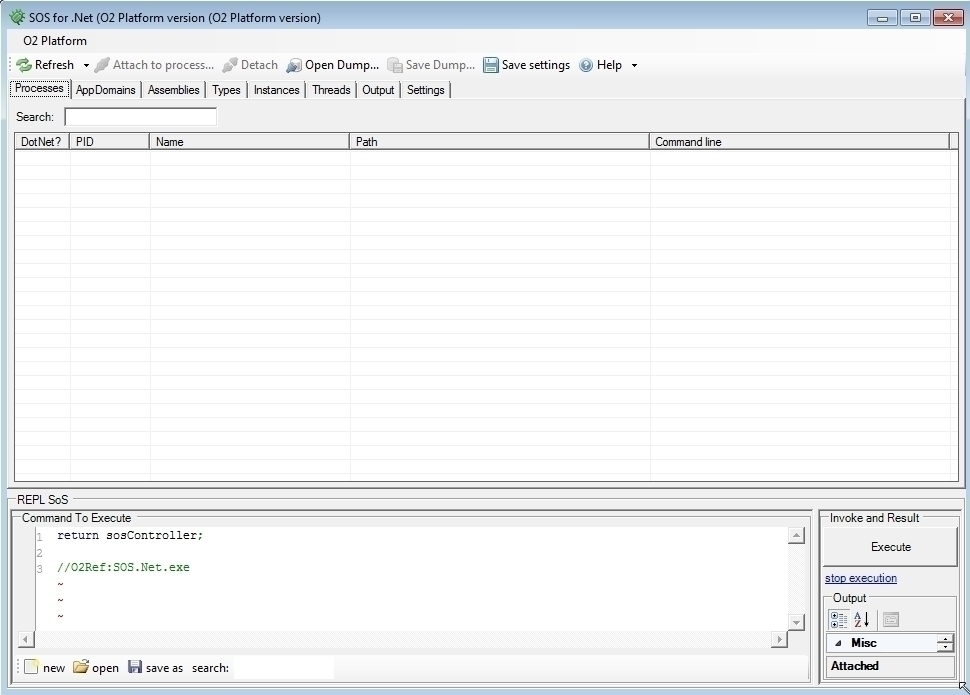 SOS for .Net (O2 Platform version (O2 Platform version)
O2 Platform
Refresh Attach to process... Detach Open Dump... Save Dump... Save settings Help
Processes AppDomains Assemblies Types Instances Threads Output Settings
Search:
DotNet? PID Name Path Command line
REPL SoS
Command To Execute
1 return sosController;
2
3 //O2Ref:SOS.Net.exe
~
~
~
new open save as search:
Invoke and Result
Execute
stop execution
Output
Misc
Attached